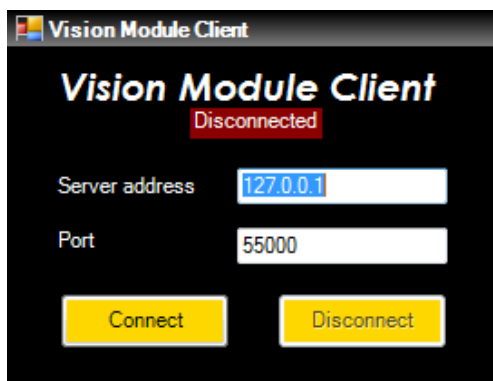 Vision Module Client
Vision Module Client
Disconnected
Server address 127.0.0.1
Port 55000
Connect Disconnect